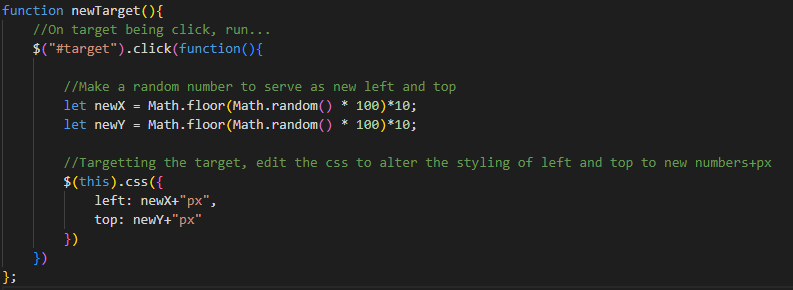 function newTarget(){
//On target being click, run...
$("#target").click(function(){
//Make a random number to serve as new left and top
let newX = Math.floor(Math.random() * 100)*10;
let newY = Math.floor(Math.random() * 100)*10;
//Targetting the target, edit the css to alter the styling of left and top to new numbers+px
$(this).css({
left: newX+"px",
top: newY+"px"
})
})
};